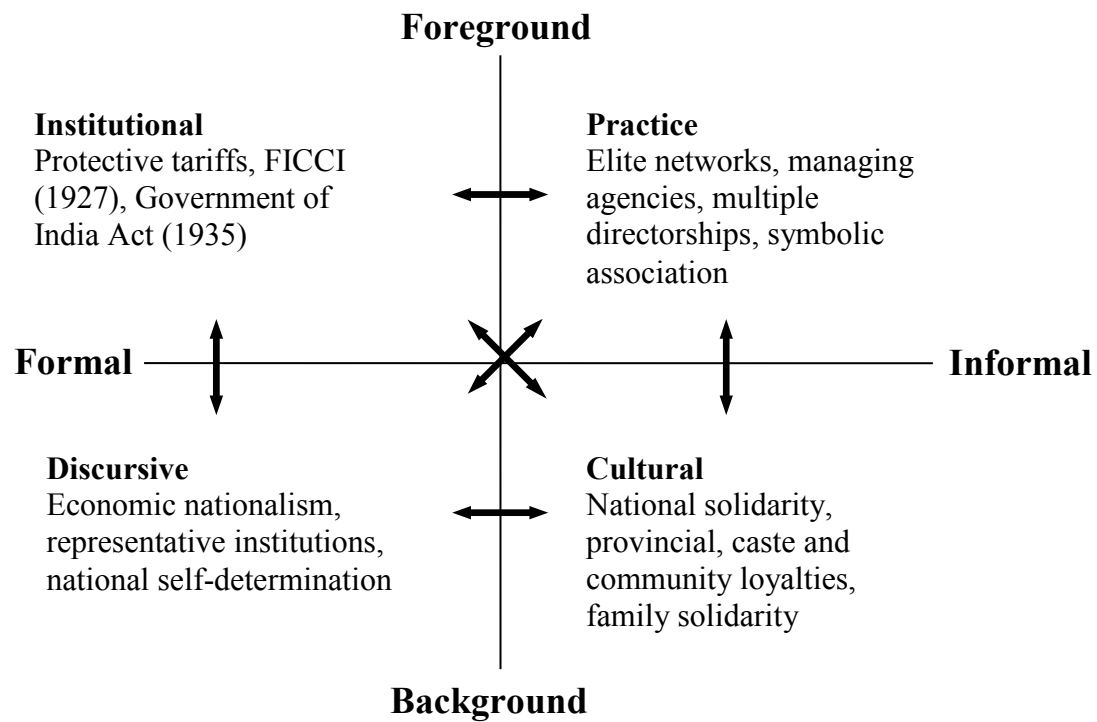 Foreground
Institutional
Protective tariffs, FICCI
(1927), Government of
India Act (1935)
Practice
Elite networks, managing
agencies, multiple
directorships, symbolic
association
Formal
Informal
Discursive
Economic nationalism,
representative institutions,
national self-determination
Cultural
National solidarity,
provincial, caste and
community loyalties,
family solidarity
Background